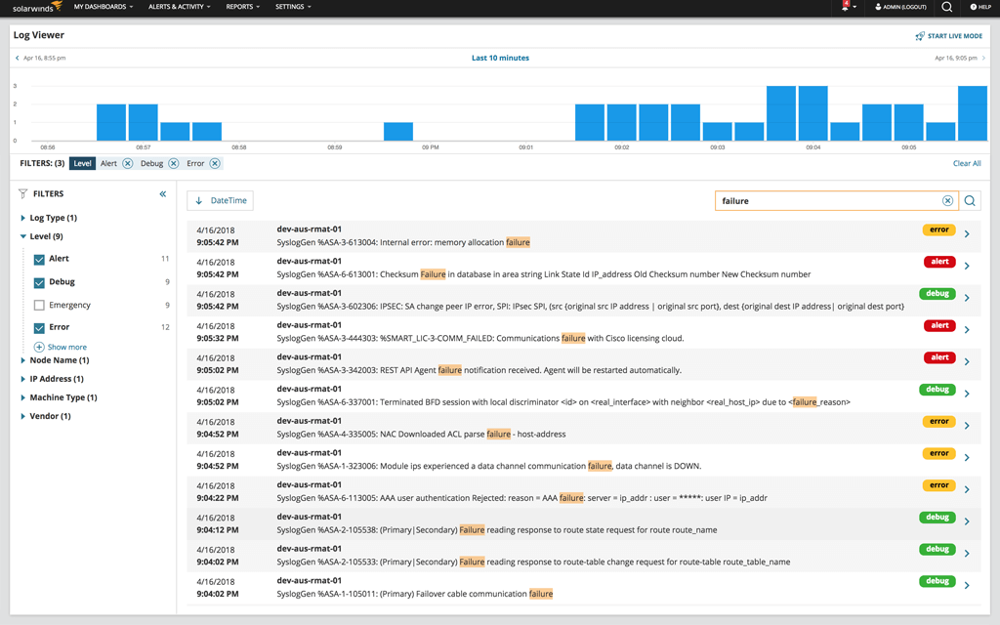 solarwinds MY DASHBOARDS ALERTS & ACTIVITY REPORTS SETTINGS 4 ADMIN (LOGOUT) HELP
Log Viewer START LIVE MODE
Apr 16, 8:55 pm Last 10 minutes Apr 16, 9:05 pm
3
2
1
0
08:56 08:57 08:58 08:59 09 PM 09:01 09:02 09:03 09:04 09:05
FILTERS: (3) Level Alert Debug Error Clear All
FILTERS
Log Type (1)
Level (9)
Alert 11
Debug 9
Emergency 9
Error 12
Show more
Node Name (1)
IP Address (1)
Machine Type (1)
Vendor (1)
DateTime failure
4/16/2018 dev-aus-rmat-01 error
9:05:42 PM SyslogGen %ASA-3-613004: Internal error: memory allocation failure
4/16/2018 dev-aus-rmat-01 alert
9:05:42 PM SyslogGen %ASA-6-613001: Checksum Failure in database in area string Link State Id IP_address Old Checksum number New Checksum number
4/16/2018 dev-aus-rmat-01 debug
9:05:42 PM SyslogGen %ASA-3-602306: IPSEC: SA change peer IP error, SPI: IPsec SPI, (src {original src IP address | original src port}, dest {original dest IP address| original dest port}
4/16/2018 dev-aus-rmat-01 alert
9:05:32 PM SyslogGen %ASA-3-444303: %SMART_LIC-3-COMM_FAILED: Communications failure with Cisco licensing cloud.
4/16/2018 dev-aus-rmat-01 alert
9:05:02 PM SyslogGen %ASA-3-342003: REST API Agent failure notification received. Agent will be restarted automatically.
4/16/2018 dev-aus-rmat-01 debug
9:05:02 PM SyslogGen %ASA-6-337001: Terminated BFD session with local discriminator <id> on <real_interface> with neighbor <real_host_ip> due to <failure_reason>
4/16/2018 dev-aus-rmat-01 error
9:04:52 PM SyslogGen %ASA-4-335005: NAC Downloaded ACL parse failure - host-address
4/16/2018 dev-aus-rmat-01 error
9:04:52 PM SyslogGen %ASA-1-323006: Module ips experienced a data channel communication failure, data channel is DOWN.
4/16/2018 dev-aus-rmat-01 error
9:04:22 PM SyslogGen %ASA-6-113005: AAA user authentication Rejected: reason = AAA failure: server = ip_addr : user = *****: user IP = ip_addr
4/16/2018 dev-aus-rmat-01 debug
9:04:12 PM SyslogGen %ASA-2-105538: (Primary|Secondary) Failure reading response to route state request for route route_name
4/16/2018 dev-aus-rmat-01 debug
9:04:02 PM SyslogGen %ASA-2-105533: (Primary|Secondary) Failure reading response to route-table change request for route-table route_table_name
4/16/2018 dev-aus-rmat-01 debug
9:04:02 PM SyslogGen %ASA-1-105011: (Primary) Failover cable communication failure